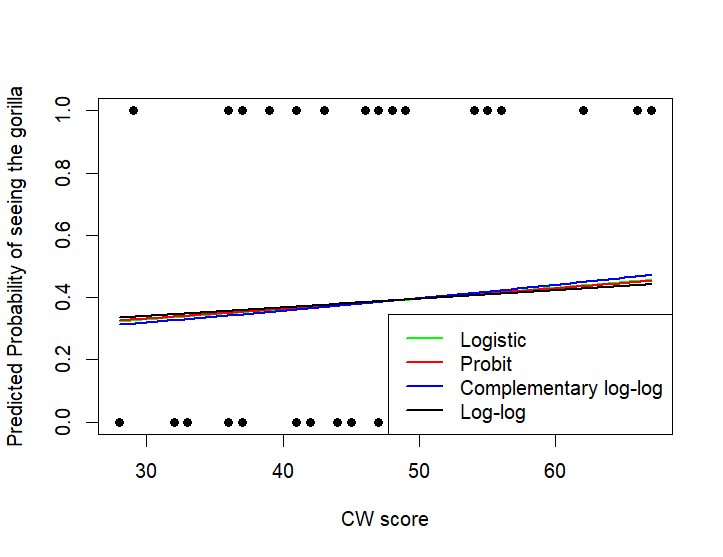 Predicted Probability of seeing the gorilla
1.0
0.8
0.6
0.4
0.2
0.0
Logistic
Probit
Complementary log-log
Log-log
30 40 50 60
CW score